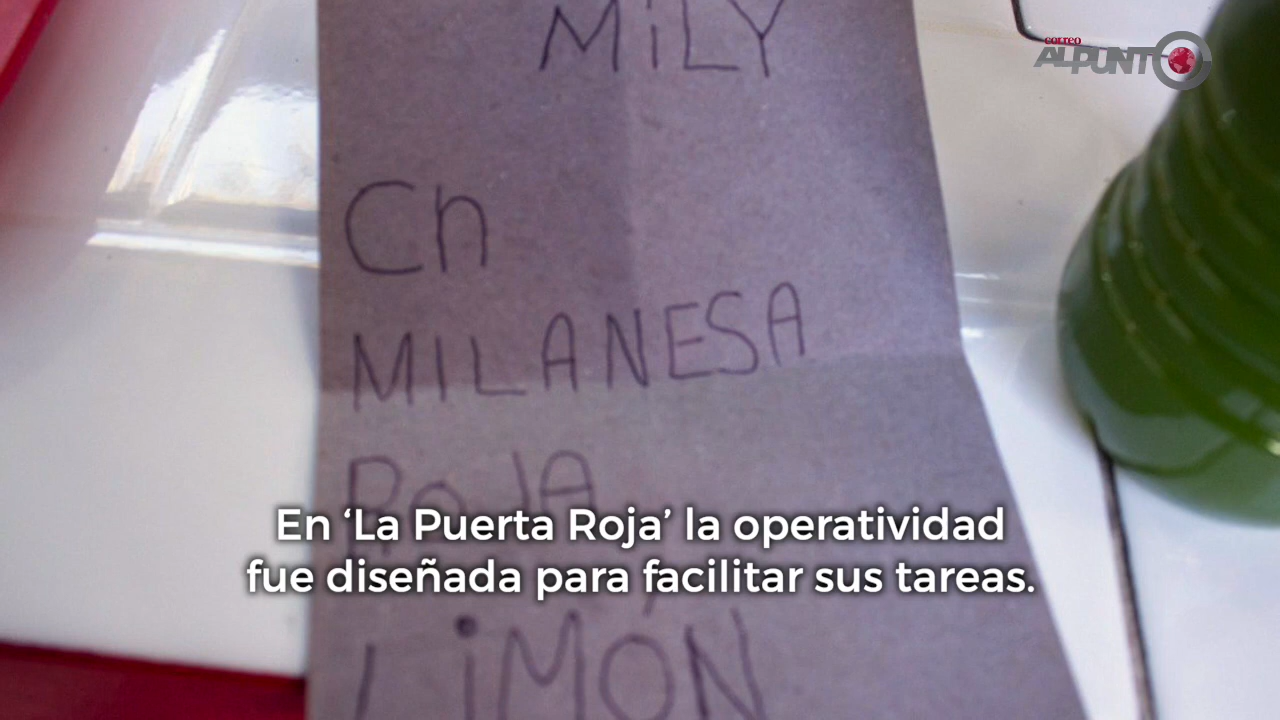 MiLY
correo
ALPUNTO
Ch
MILANESA
ROJA
En ‘La Puerta Roja’ la operatividad
fue diseñada para facilitar sus tareas.
LiMÓN